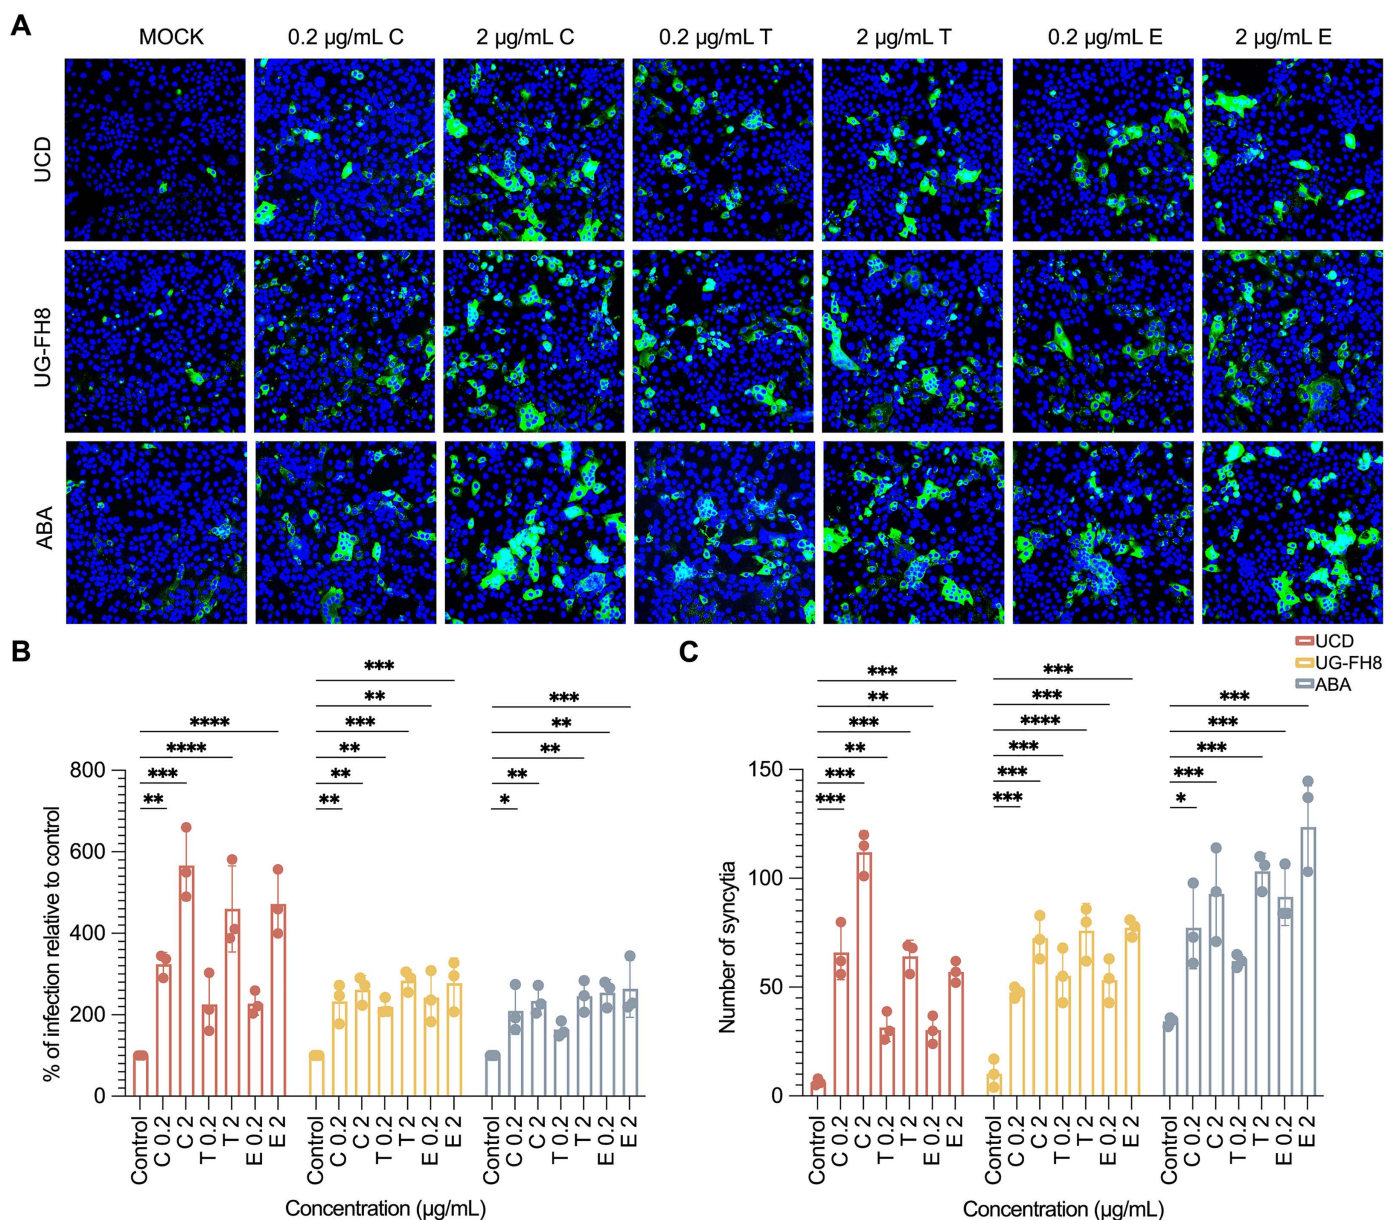 A
MOCK 0.2 µg/mL C 2 µg/mL C 0.2 µg/mL T 2 µg/mL T 0.2 µg/mL E 2 µg/mL E
UCD
UG-FH8
ABA
B
% of infection relative to control
800
600
400
200
0
**
***
****
****
**
**
**
***
**
***
*
**
**
**
***
Control C 0.2 C 2 T 0.2 T 2 E 0.2 E 2 Control C 0.2 C 2 T 0.2 T 2 E 0.2 E 2 Control C 0.2 C 2 T 0.2 T 2 E 0.2 E 2
Concentration (µg/mL)
C
UCD
UG-FH8
ABA
Number of syncytia
150
100
50
0
***
***
**
***
**
***
***
***
***
****
***
***
*
***
***
***
***
Control C 0.2 C 2 T 0.2 T 2 E 0.2 E 2 Control C 0.2 C 2 T 0.2 T 2 E 0.2 E 2 Control C 0.2 C 2 T 0.2 T 2 E 0.2 E 2
Concentration (µg/mL)